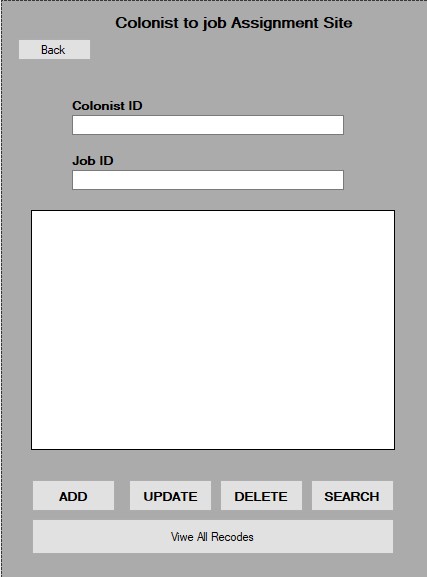 Colonist to job Assignment Site
Back
Colonist ID
Job ID
ADD UPDATE DELETE SEARCH
Viwe All Recodes